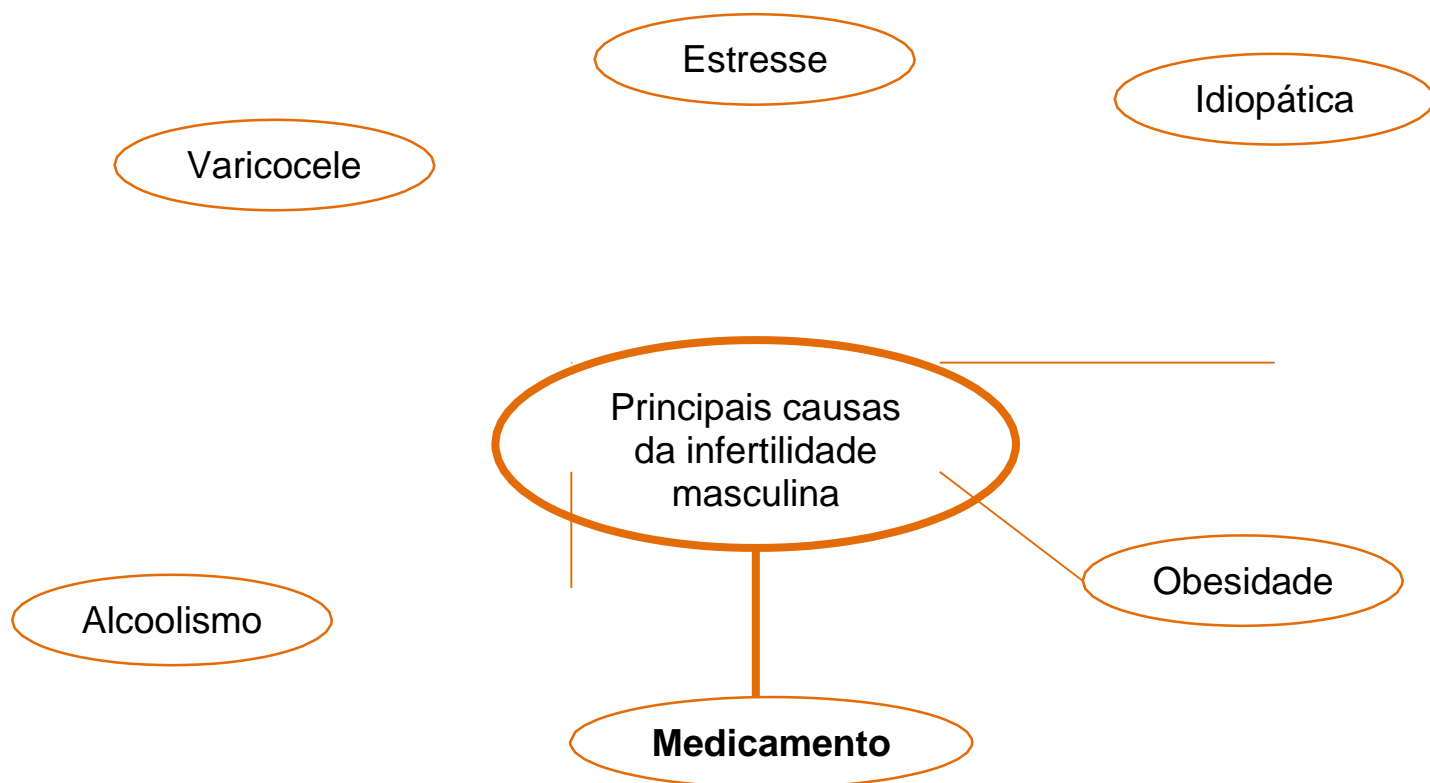 Estresse
Idiopática
Varicocele
Principais causas
da infertilidade
masculina
Obesidade
Alcoolismo
Medicamento